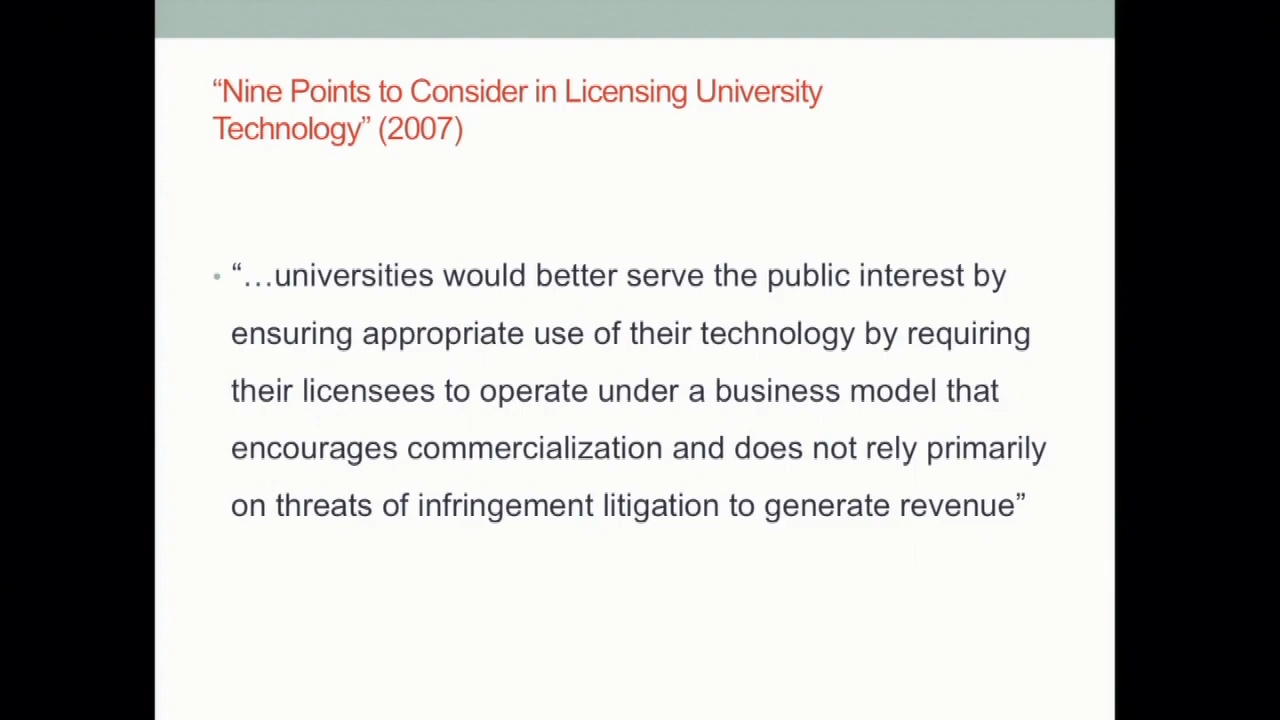 “Nine Points to Consider in Licensing University
Technology” (2007)
• “…universities would better serve the public interest by
ensuring appropriate use of their technology by requiring
their licensees to operate under a business model that
encourages commercialization and does not rely primarily
on threats of infringement litigation to generate revenue”